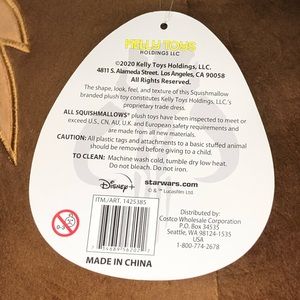 KELLY TOYS
HOLDINGS LLC
©2020 Kelly Toys Holdings, LLC.
4811 S. Alameda Street. Los Angeles, CA 90058
All Rights Reserved.
The shape, look, feel, and texture of this Squishmallow
branded plush toy constitutes Kelly Toys Holdings, LLC.'s
proprietary trade dress.
ALL SQUISHMALLOWS® plush toys have been inspected to meet or
exceed U.S., CN, AU, U.K. and European safety requirements and
are made from all new materials.
CAUTION: All plastic tags and attachments to a basic stuffed animal
should be removed before giving to a child.
TO CLEAN: Machine wash cold, tumble dry low heat.
Do not bleach. Do not iron.
Disney+
starwars.com
© & ™ Lucasfilm Ltd
ITM./ART. 1425385
0-3
Distributed by:
Costco Wholesale Corporation
P.O. Box 34535
Seattle, WA 98124-1535
USA
1-800-774-2678
MADE IN CHINA